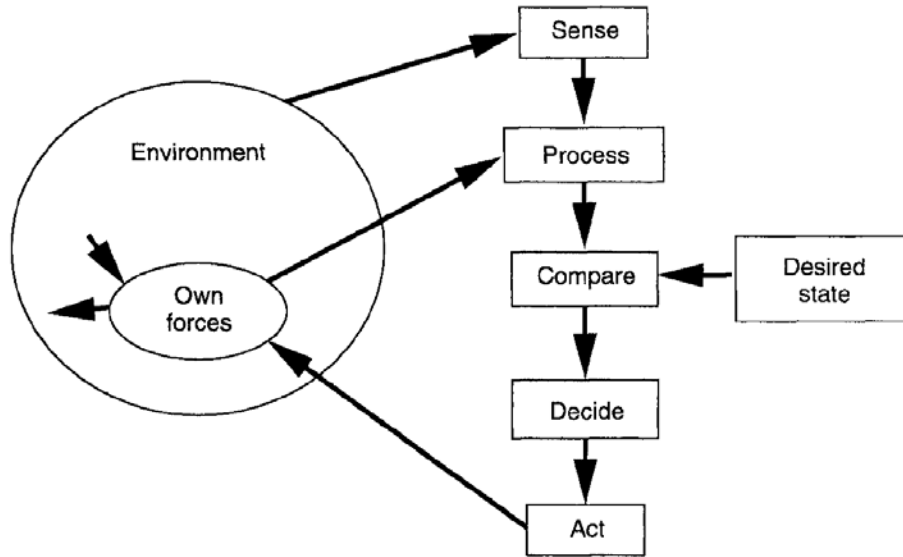 Sense
Environment
Process
Own
forces
Compare
Desired
state
Decide
Act